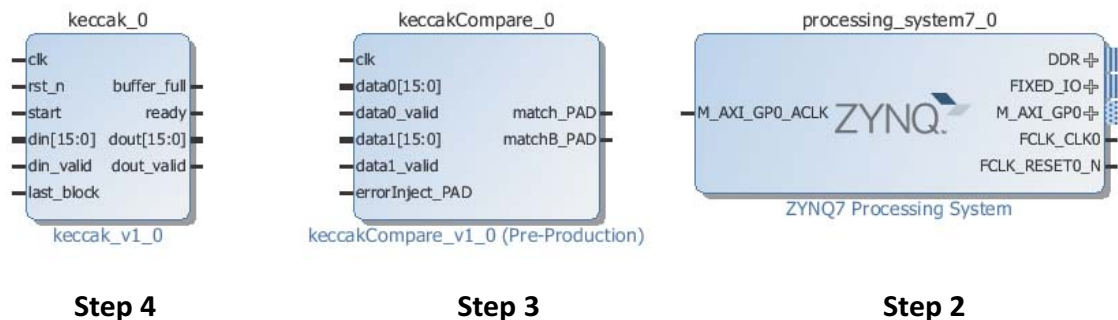 keccak_0
clk
rst_n buffer_full
start ready
din[15:0] dout[15:0]
din_valid dout_valid
last_block
keccak_v1_0
Step 4
keccakCompare_0
clk
data0[15:0]
data0_valid match_PAD
data1[15:0] matchB_PAD
data1_valid
errorInject_PAD
keccakCompare_v1_0 (Pre-Production)
Step 3
processing_system7_0
DDR
FIXED_IO
M_AXI_GP0_ACLK ZYNQ M_AXI_GP0
FCLK_CLK0
FCLK_RESET0_N
ZYNQ7 Processing System
Step 2